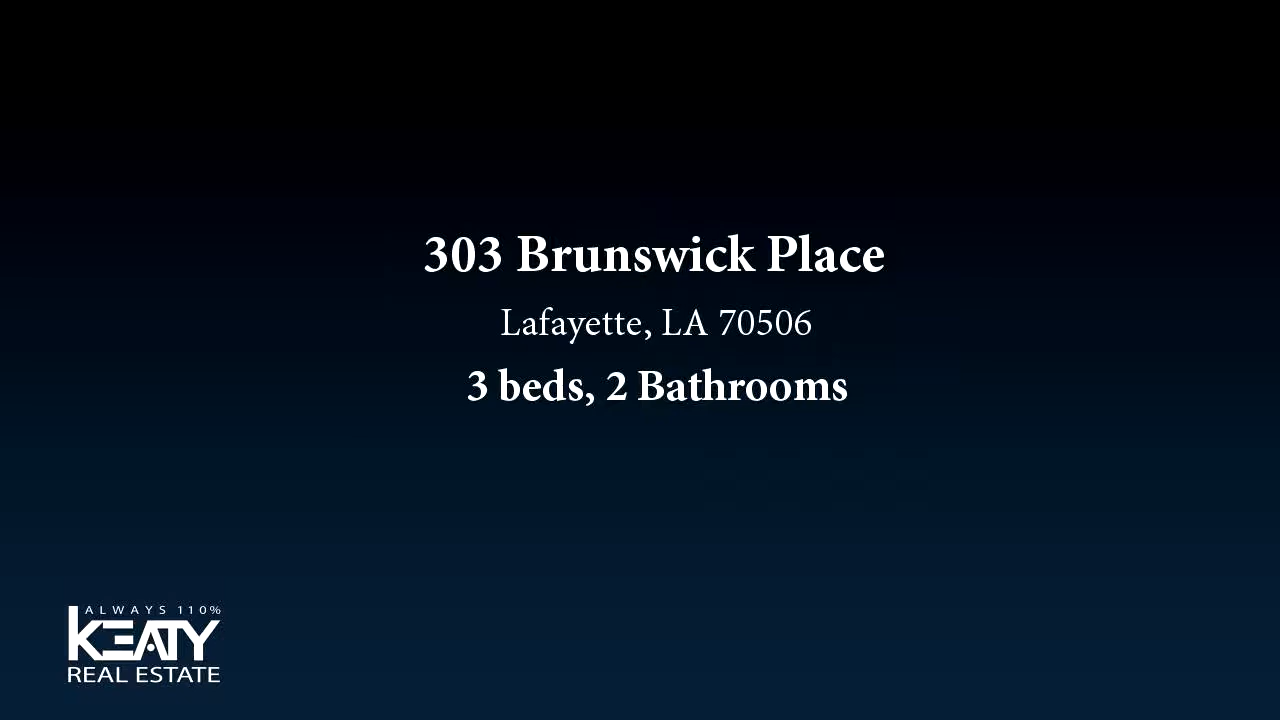 303 Brunswick Place
Lafayette, LA 70506
3 beds, 2 Bathrooms
ALWAYS 110%
KEATY
REAL ESTATE